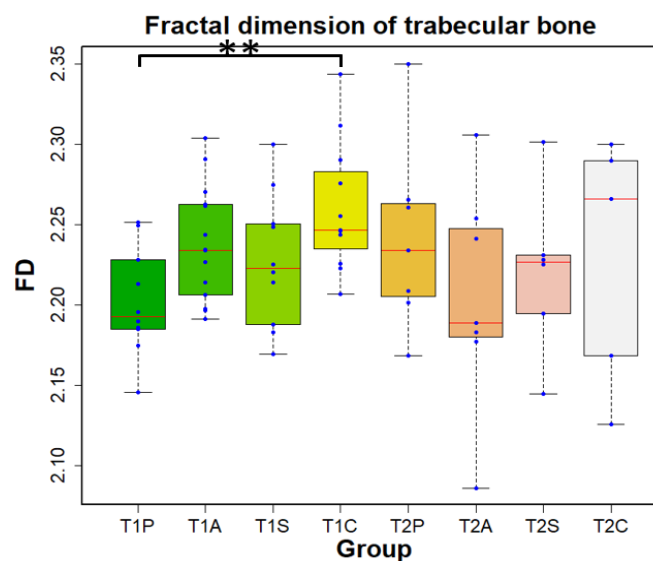 Fractal dimension of trabecular bone
**
2.35
2.30
2.25
2.20
2.15
2.10
FD
T1P T1A T1S T1C T2P T2A T2S T2C
Group